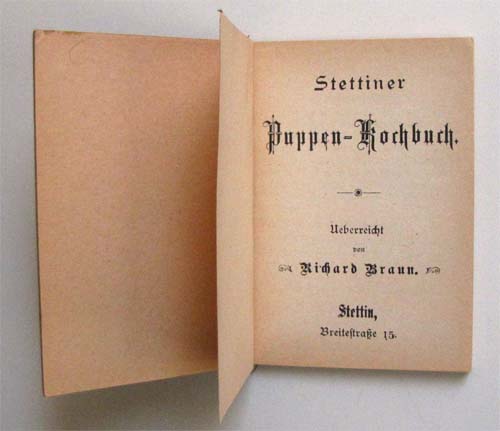 Stettiner
Puppen-Kochbuch.
Ueberreicht
von
Richard Braun.
Stettin,
Breitestraße 15.